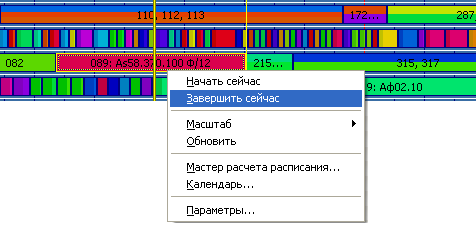 110, 112, 113
172...
287
082
089: Ав58.370.100 Ф/12
215...
315, 317
9: Аф02.10
Начать сейчас
Завершить сейчас
Масштаб
Обновить
Мастер расчета расписания...
Календарь...
Параметры...